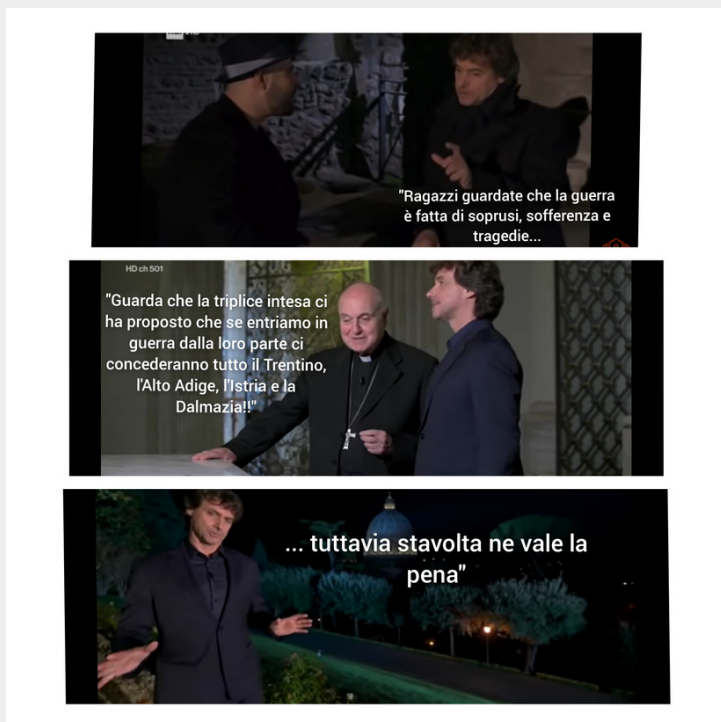 "Ragazzi guardate che la guerra
è fatta di soprusi, sofferenza e
tragedie...
HD ch 501
"Guarda che la triplice intesa ci
ha proposto che se entriamo in
guerra dalla loro parte ci
concederanno tutto il Trentino,
l'Alto Adige, l'Istria e la
Dalmazia!!"
... tuttavia stavolta ne vale la
pena"